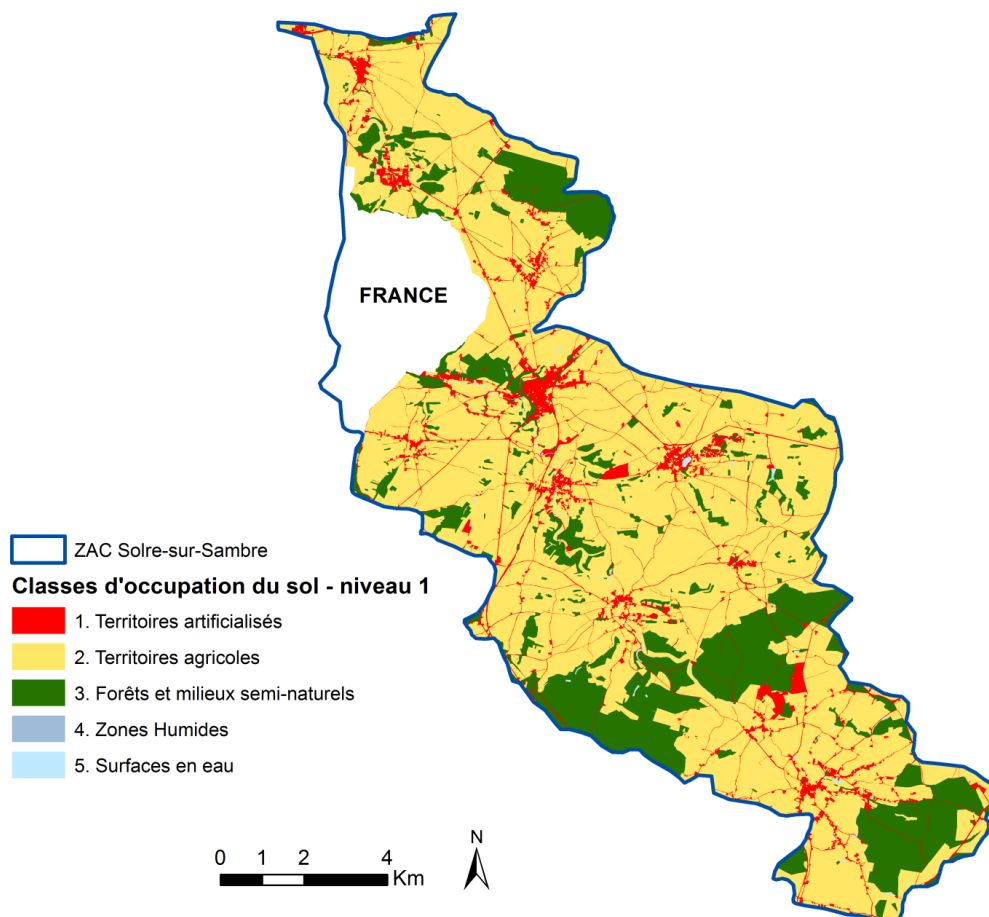 FRANCE
ZAC Solre-sur-Sambre
Classes d'occupation du sol - niveau 1
1. Territoires artificialisés
2. Territoires agricoles
3. Forêts et milieux semi-naturels
4. Zones Humides
5. Surfaces en eau
0 1 2 4
Km
N